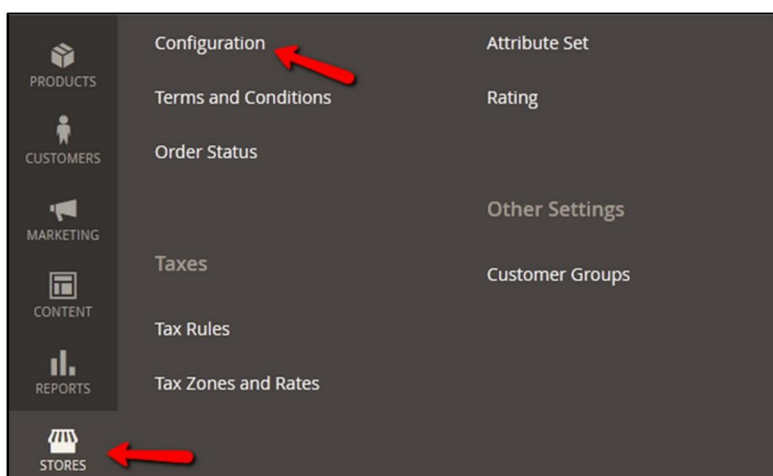 PRODUCTS
CUSTOMERS
MARKETING
CONTENT
REPORTS
STORES
Configuration
Terms and Conditions
Order Status
Taxes
Tax Rules
Tax Zones and Rates
Attribute Set
Rating
Other Settings
Customer Groups